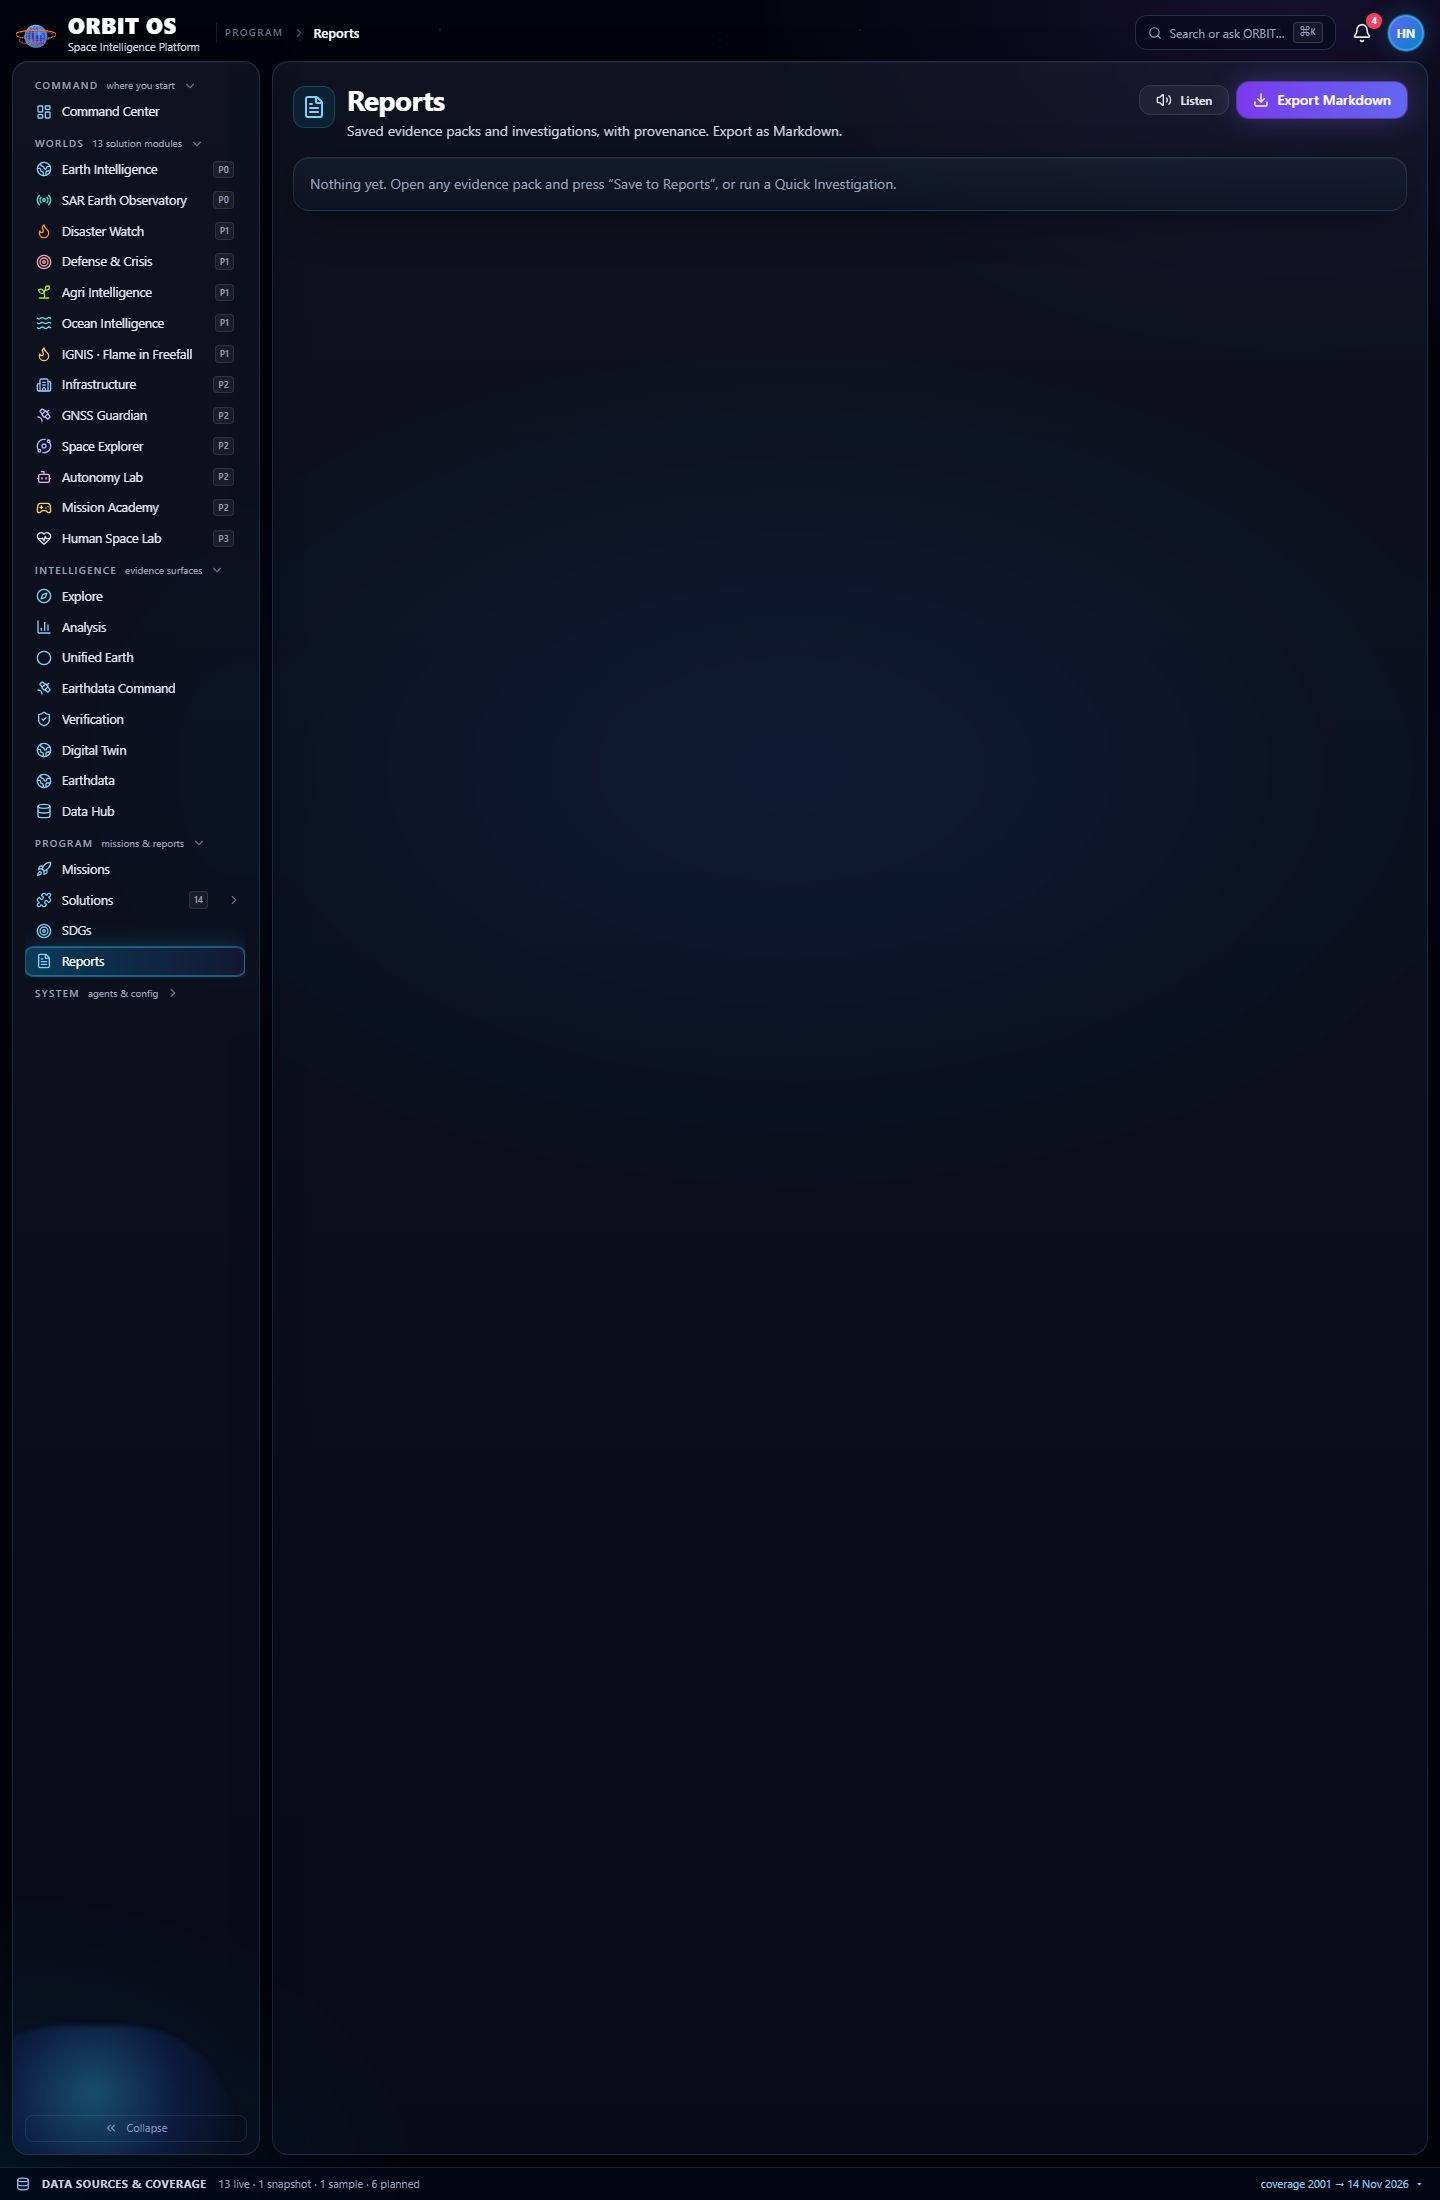 ORBIT OS
Space Intelligence Platform
PROGRAM
Reports
Search or ask ORBIT...
⌘K
4
HN
COMMAND where you start
Command Center
WORLDS 13 solution modules
Earth Intelligence P0
SAR Earth Observatory P0
Disaster Watch P1
Defense & Crisis P1
Agri Intelligence P1
Ocean Intelligence P1
IGNIS · Flame in Freefall P1
Infrastructure P2
GNSS Guardian P2
Space Explorer P2
Autonomy Lab P2
Mission Academy P2
Human Space Lab P3
INTELLIGENCE evidence surfaces
Explore
Analysis
Unified Earth
Earthdata Command
Verification
Digital Twin
Earthdata
Data Hub
PROGRAM missions & reports
Missions
Solutions 14
SDGs
Reports
SYSTEM agents & config
Collapse
Reports
Saved evidence packs and investigations, with provenance. Export as Markdown.
Listen
Export Markdown
Nothing yet. Open any evidence pack and press “Save to Reports”, or run a Quick Investigation.
DATA SOURCES & COVERAGE 13 live · 1 snapshot · 1 sample · 6 planned
coverage 2001 → 14 Nov 2026